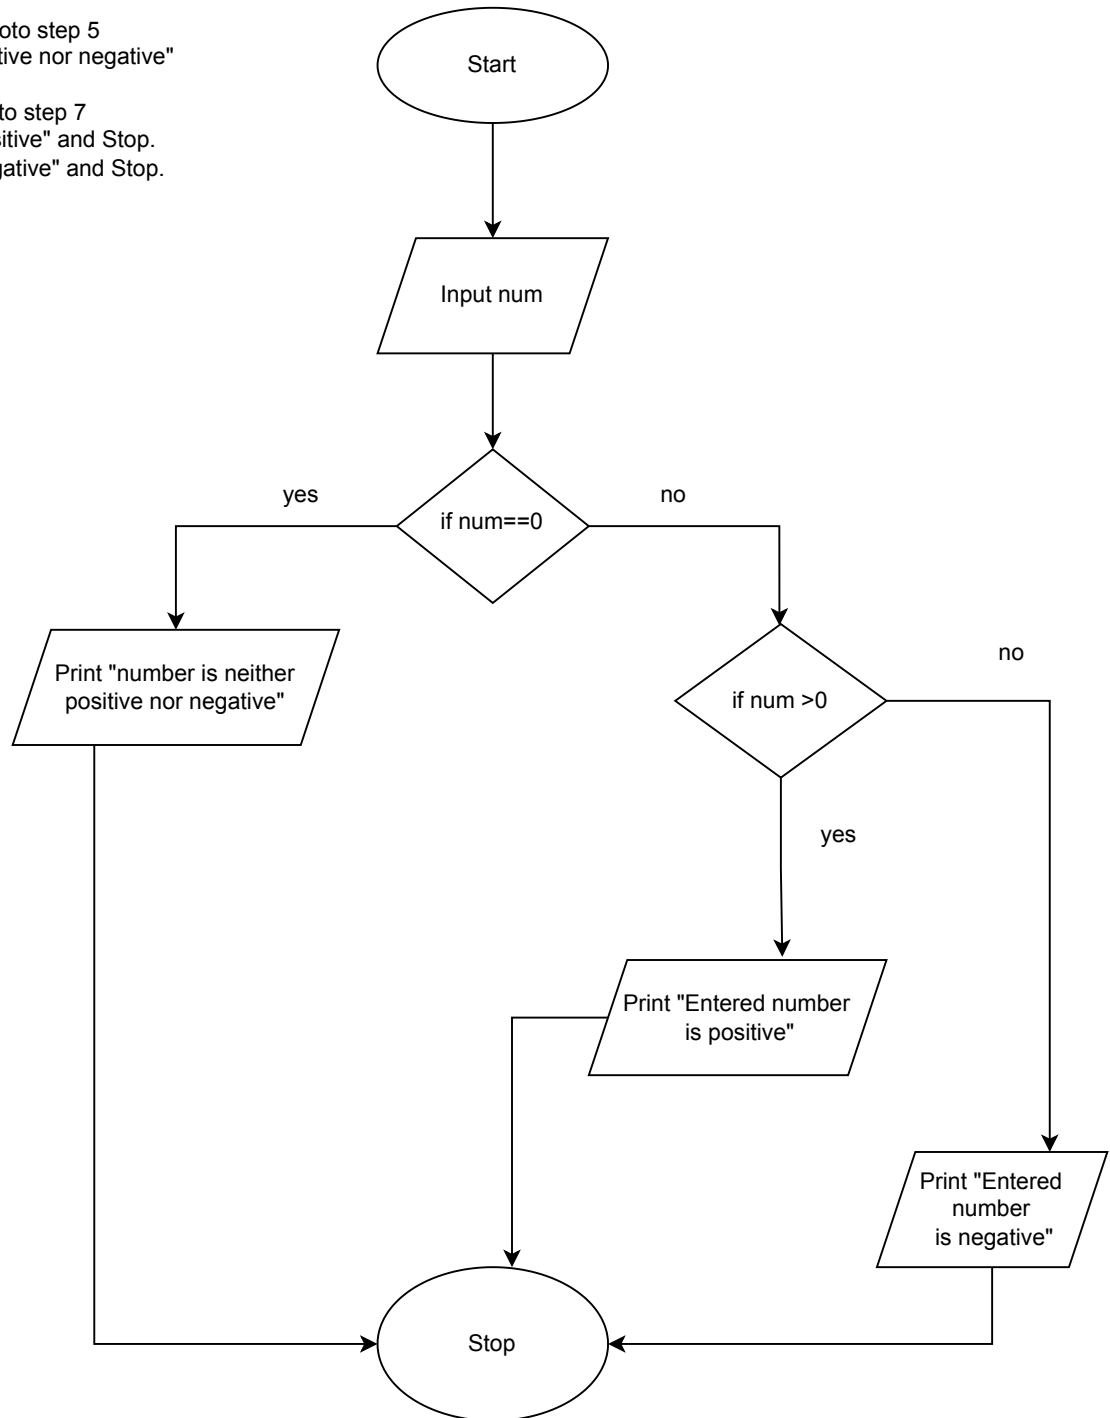 oto step 5
tive nor negative"
to step 7
sitive" and Stop.
gative" and Stop.
Start
Input num
yes
if num==0
no
Print "number is neither
positive nor negative"
if num >0
no
yes
Print "Entered number
is positive"
Print "Entered
number
is negative"
Stop